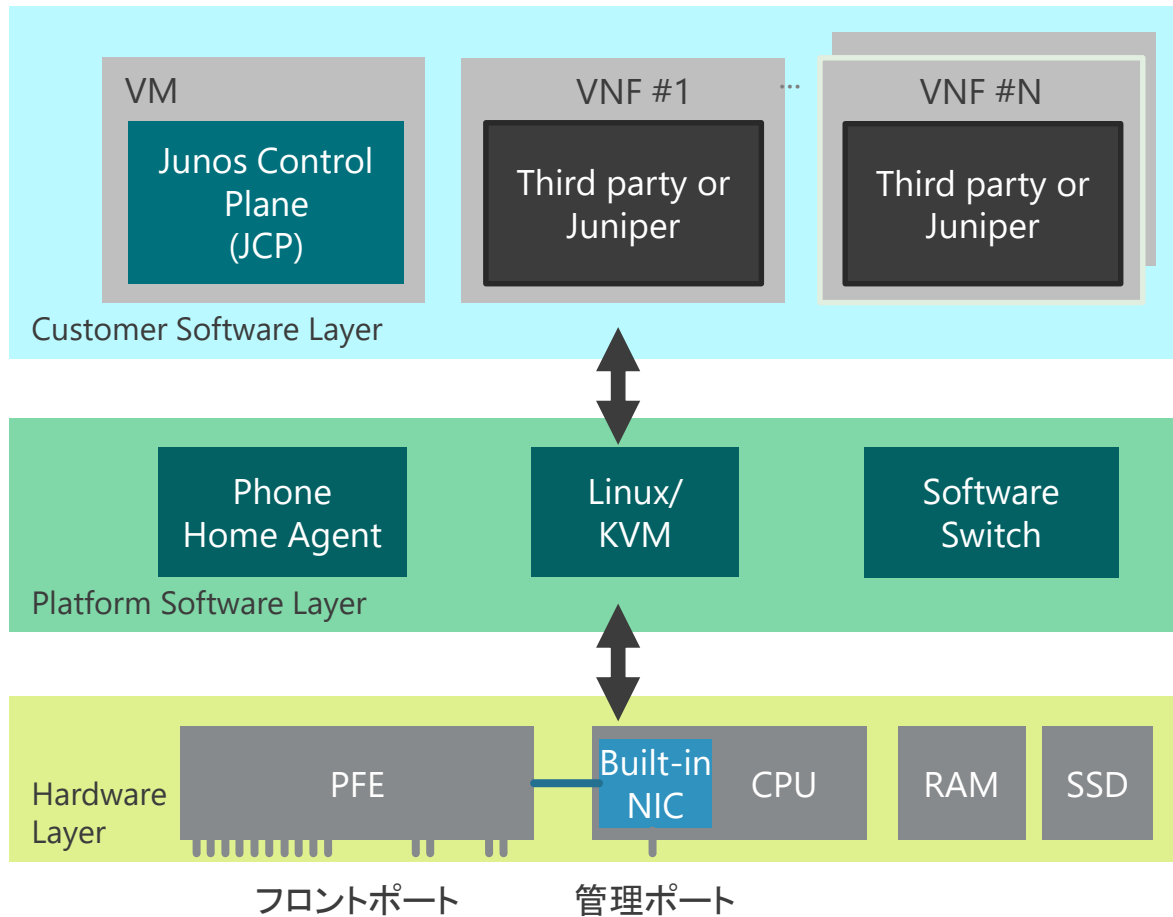 VM
Junos Control
Plane
(JCP)
VNF #1
Third party or
Juniper
...
VNF #N
Third party or
Juniper
Customer Software Layer
Phone
Home Agent
Linux/
KVM
Software
Switch
Platform Software Layer
Hardware
Layer
PFE
Built-in
NIC
CPU
RAM
SSD
フロントポート
管理ポート